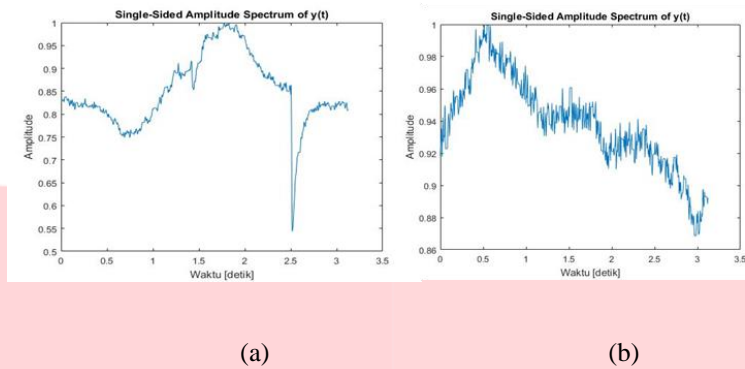 Single-Sided Amplitude Spectrum of y(t)
1
0.95
0.9
0.85
0.8
0.75
0.7
0.65
0.6
0.55
0.5
Amplitude
0 0.5 1 1.5 2 2.5 3 3.5
Waktu [detik]
(a)
Single-Sided Amplitude Spectrum of y(t)
1
0.98
0.96
0.94
0.92
0.9
0.88
0.86
Amplitude
0 0.5 1 1.5 2 2.5 3 3.5
Waktu [detik]
(b)